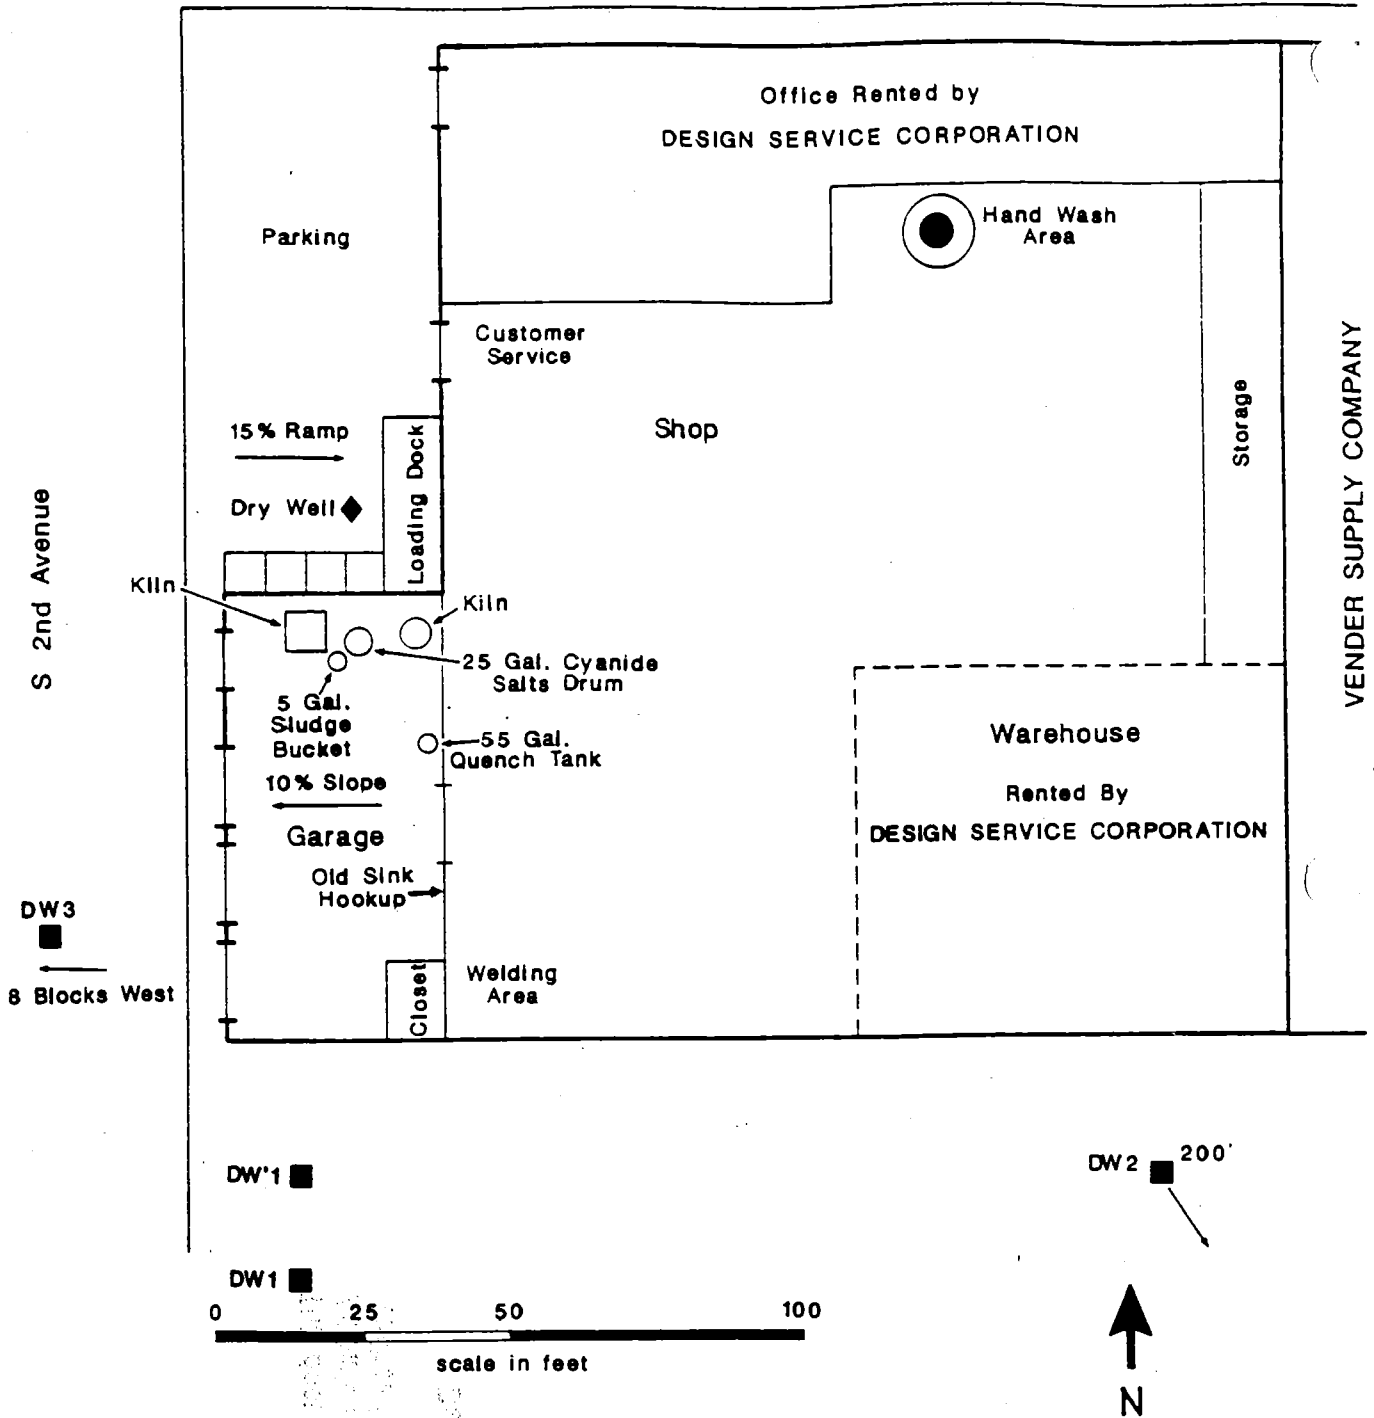 Office Rented by
DESIGN SERVICE CORPORATION
Hand Wash
Area
Parking
Customer
Service
Shop
Storage
VENDER SUPPLY COMPANY
15% Ramp
Loading Dock
Dry Well
S 2nd Avenue
Kiln
Kiln
25 Gal. Cyanide
Salts Drum
5 Gal.
Sludge
Bucket
55 Gal.
Quench Tank
10% Slope
Garage
Warehouse
Rented By
DESIGN SERVICE CORPORATION
Old Sink
Hookup
DW3
8 Blocks West
Closet
Welding
Area
DW'1
DW2
200'
DW1
0 25 50 100
scale in feet
N